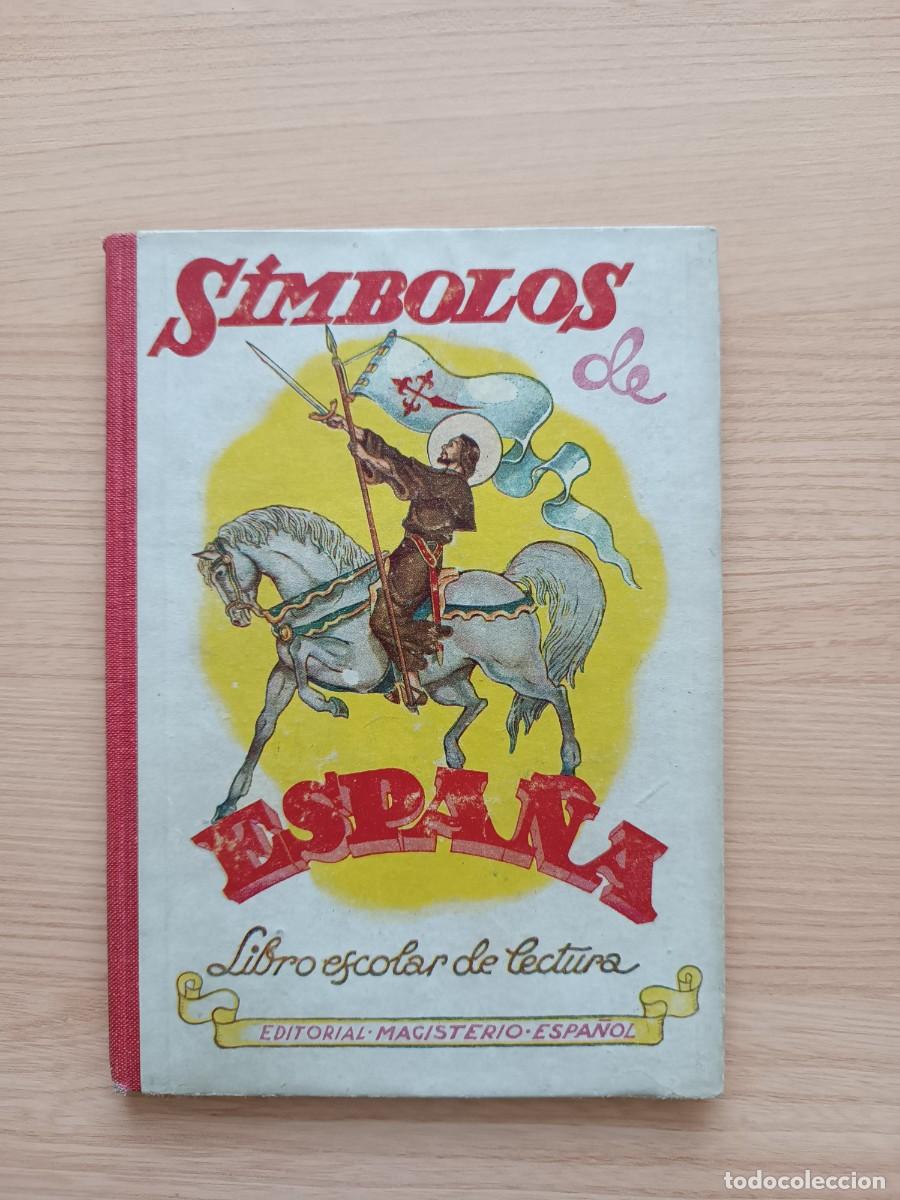 SÍMBOLOS
de
ESPAÑA
Libro escolar de lectura
EDITORIAL · MAGISTERIO · ESPAÑOL
todocoleccion